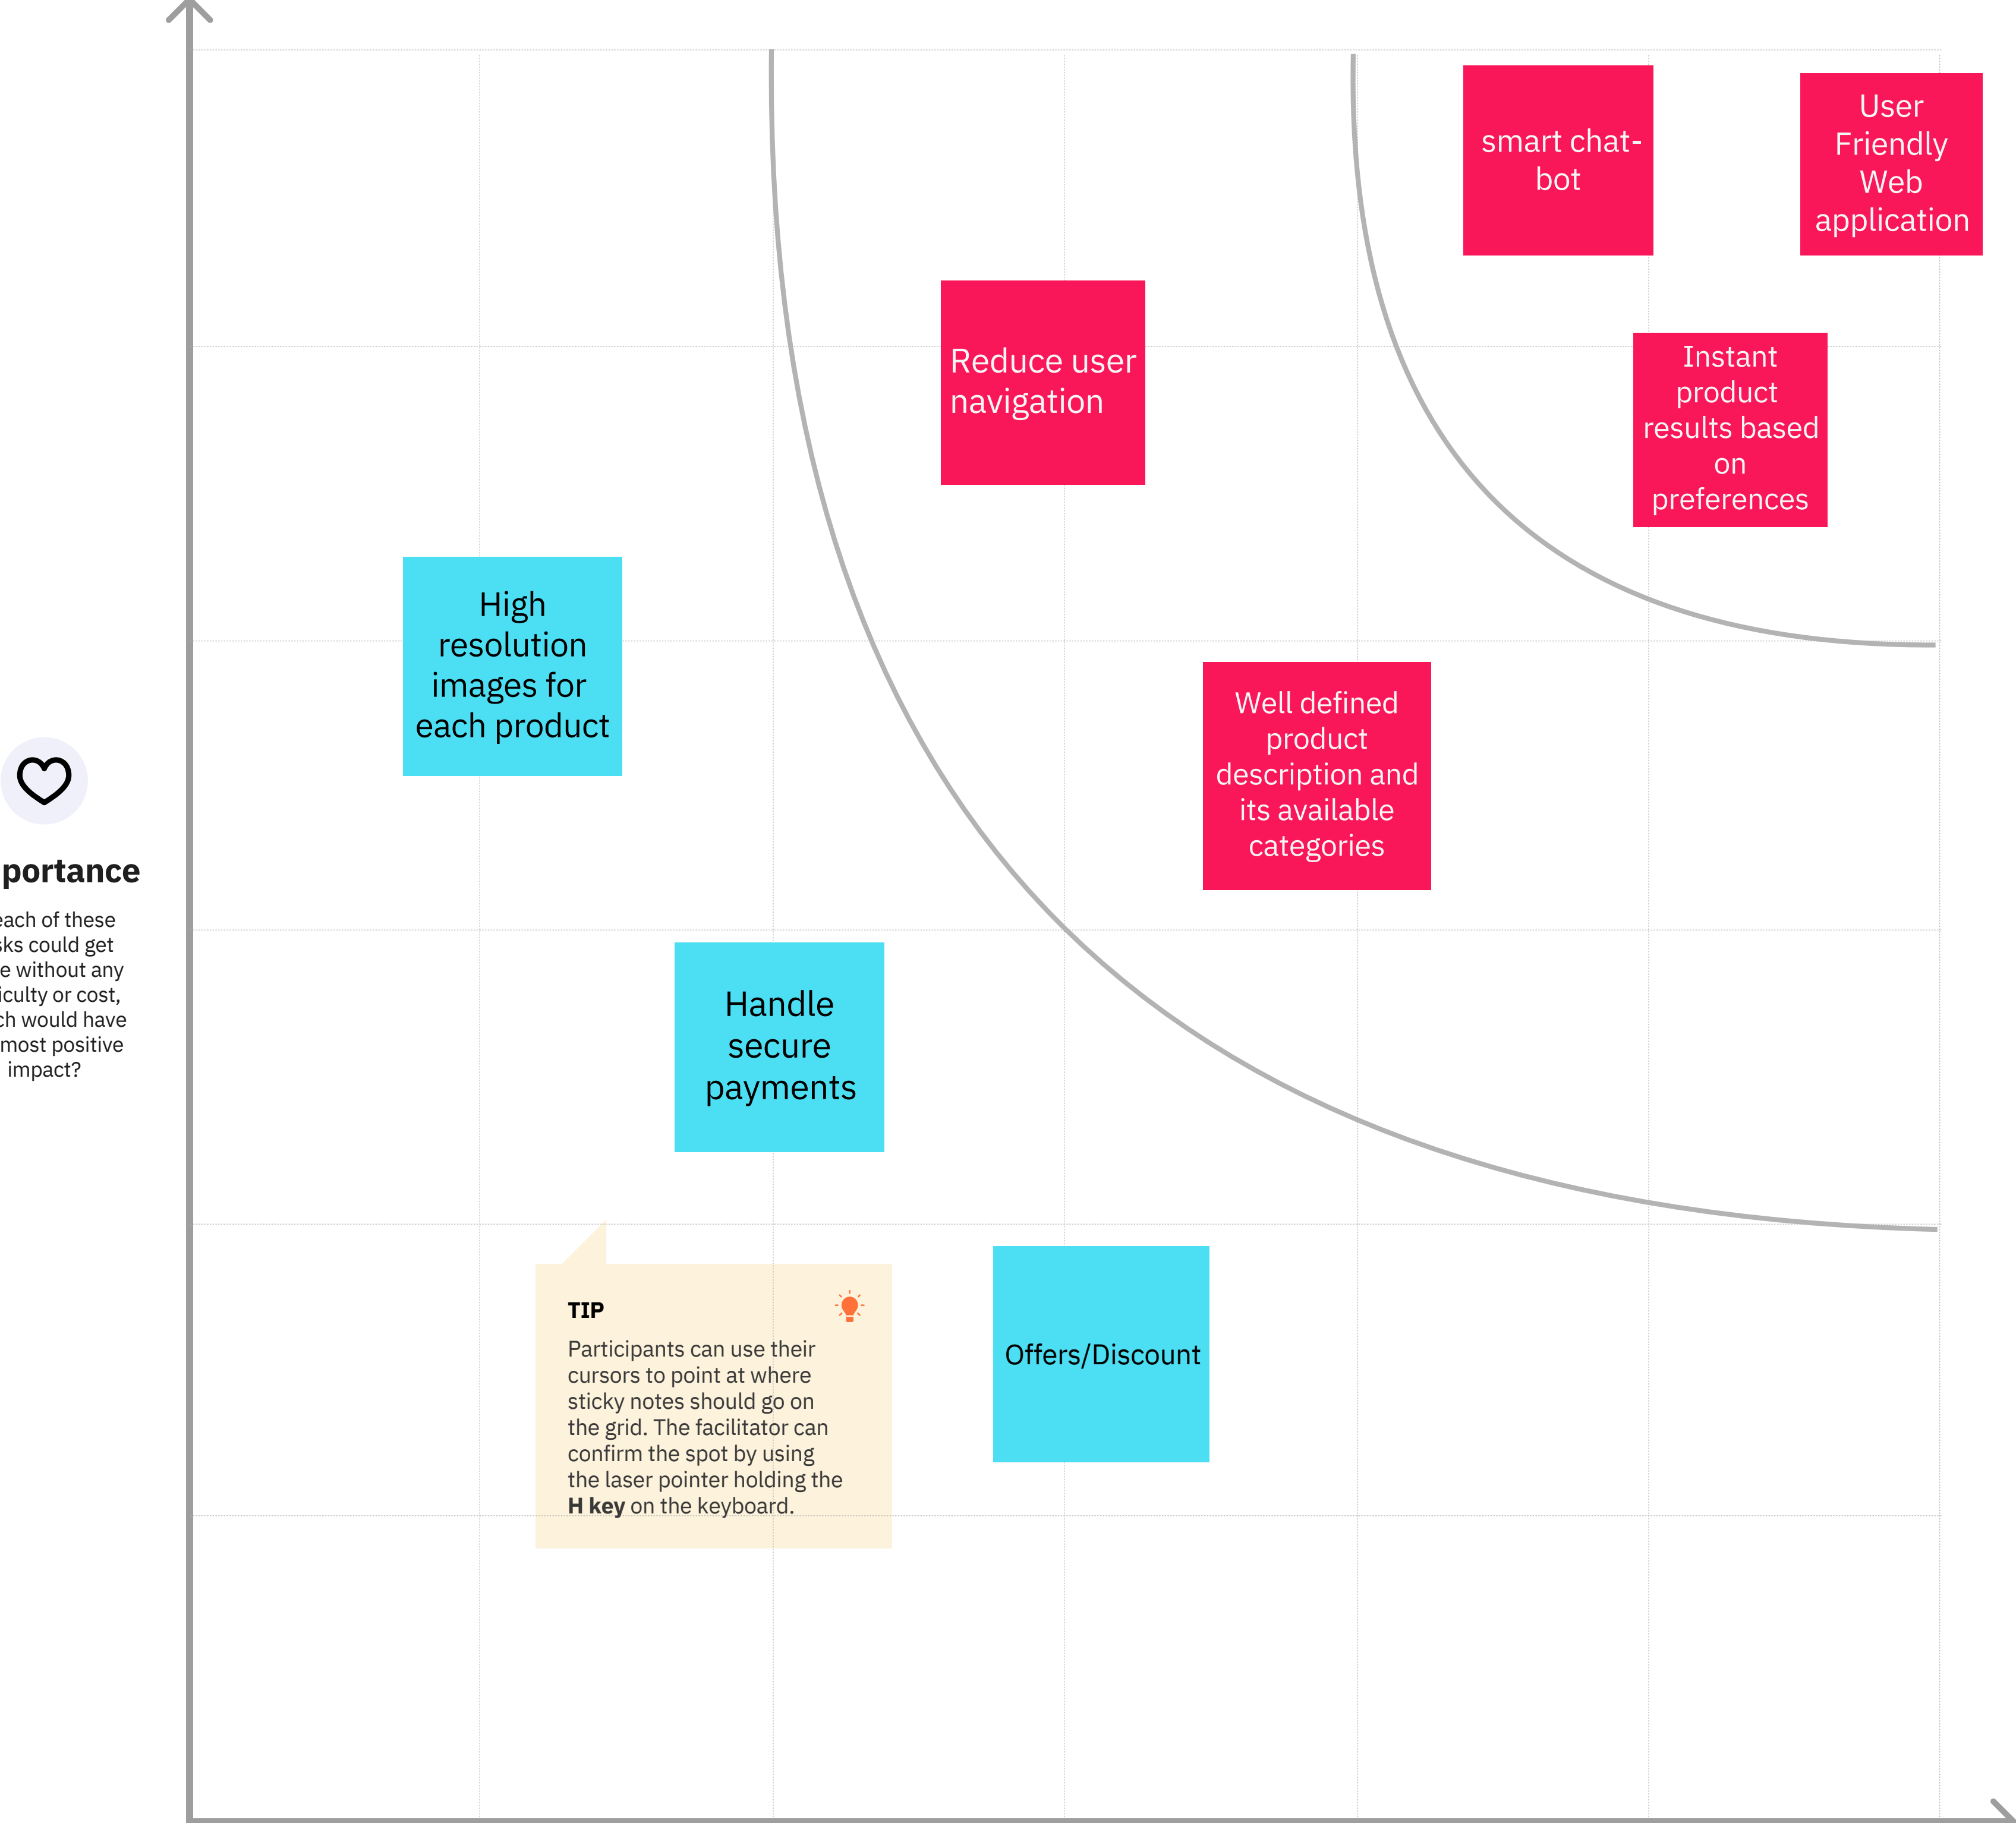 smart chat-
bot
User
Friendly
Web
application
Reduce user
navigation
Instant
product
results based
on
preferences
High
resolution
images for
each product
Well defined
product
description and
its available
categories
portance
each of these
sks could get
e without any
iculty or cost,
ch would have
most positive
impact?
Handle
secure
payments
TIP
Participants can use their
cursors to point at where
sticky notes should go on
the grid. The facilitator can
confirm the spot by using
the laser pointer holding the
H key on the keyboard.
Offers/Discount